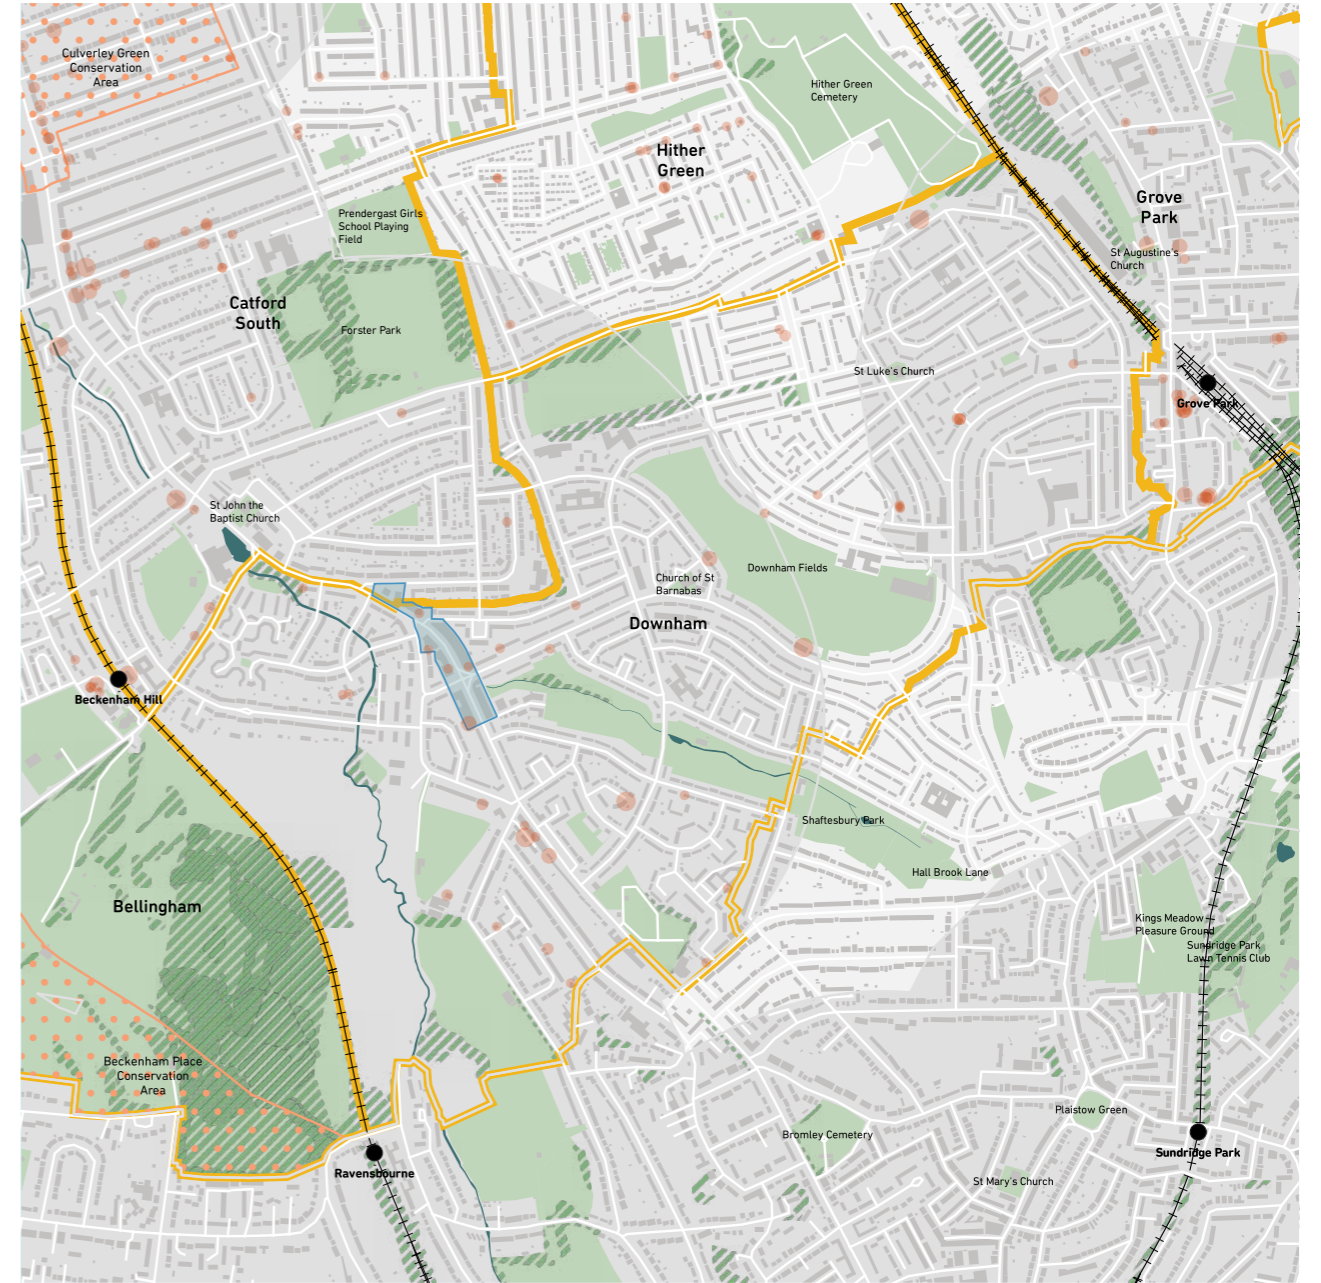 Culverley Green
Conservation
Area
Hither Green
Cemetery
Hither
Green
Grove
Park
Prendergast Girls
School Playing
Field
St Augustine's
Church
Catford
South
Forster Park
St Luke's Church
Grove Park
St John the
Baptist Church
Church of St
Barnabas
Downham Fields
Downham
Beckenham Hill
Shaftesbury Park
Hall Brook Lane
Bellingham
Kings Meadow
Pleasure Ground
Sundridge Park
Lawn Tennis Club
Beckenham Place
Conservation
Area
Plaistow Green
Bromley Cemetery
Sundridge Park
Ravensbourne
St Mary's Church